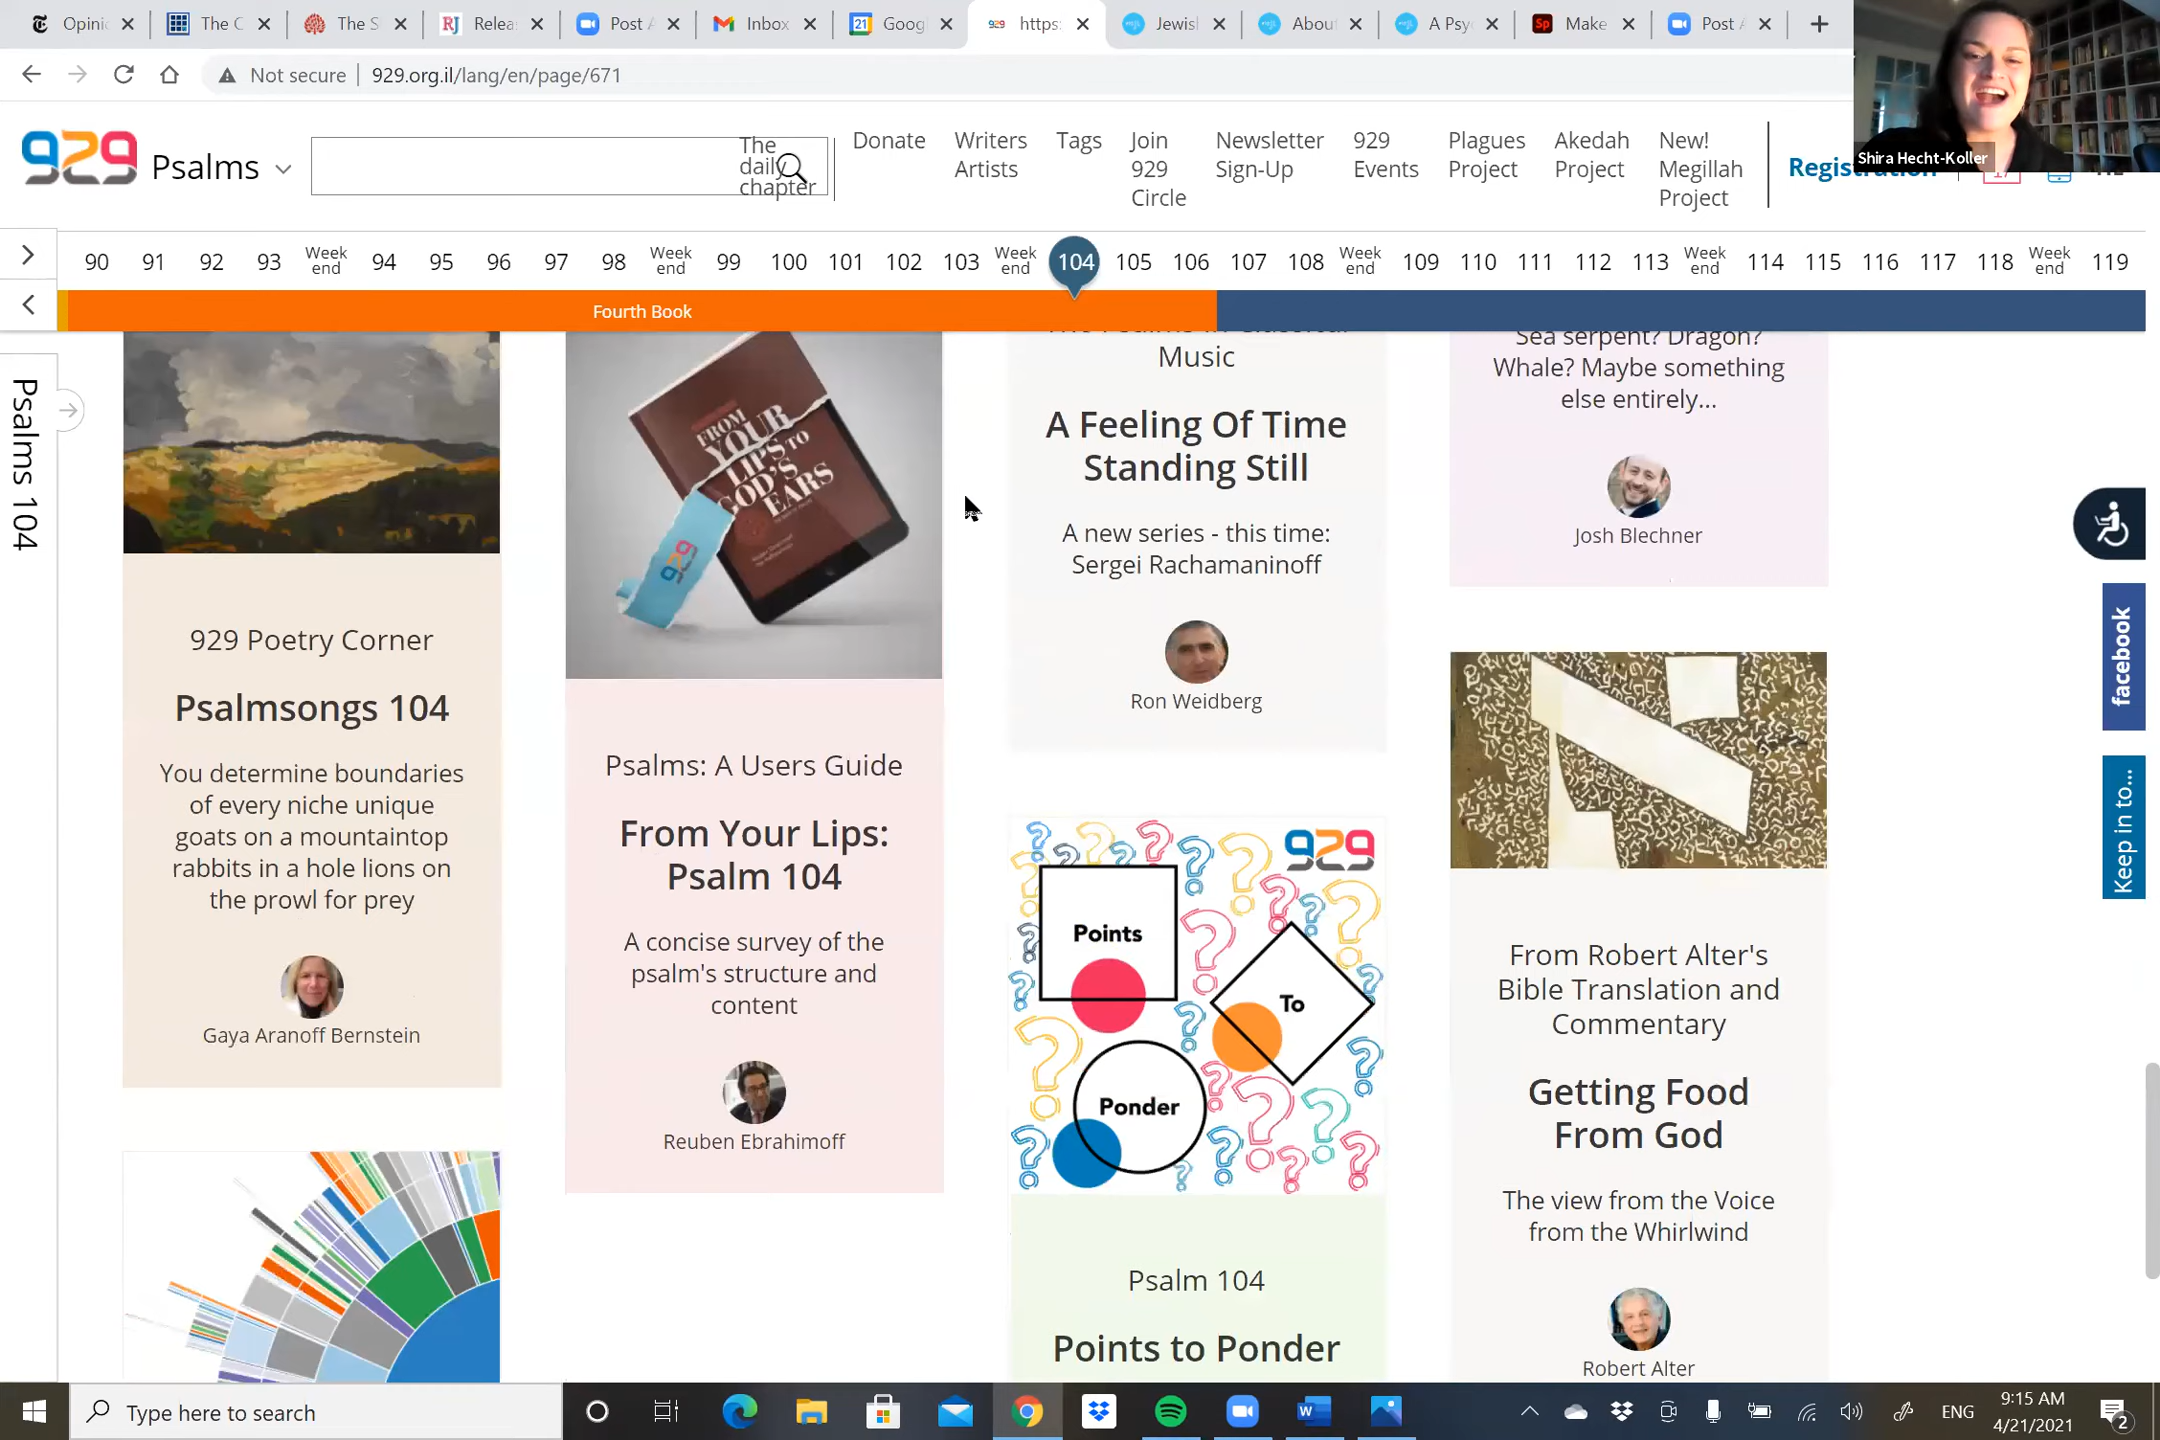 Opinic
The C
The S
Relea
Post A
Inbox
Goog
https:
Jewis
About
A Psyc
Make
Post A
Not secure
929.org.il/lang/en/page/671
Shira Hecht-Koller
929
Psalms
The
daily
chapter
Donate
Writers
Artists
Tags
Join
929
Circle
Newsletter
Sign-Up
929
Events
Plagues
Project
Akedah
Project
New!
Megillah
Project
Registration
90 91 92 93 Week end 94 95 96 97 98 Week end 99 100 101 102 103 Week end 104 105 106 107 108 Week end 109 110 111 112 113 Week end 114 115 116 117 118 Week end 119
Fourth Book
Psalms 104
929 Poetry Corner
Psalmsongs 104
You determine boundaries
of every niche unique
goats on a mountaintop
rabbits in a hole lions on
the prowl for prey
Gaya Aranoff Bernstein
FROM
YOUR
LIPS TO
GOD'S
EARS
929
Psalms: A Users Guide
From Your Lips:
Psalm 104
A concise survey of the
psalm's structure and
content
Reuben Ebrahimoff
Music
A Feeling Of Time
Standing Still
A new series - this time:
Sergei Rachamaninoff
Ron Weidberg
929
Points
To
Ponder
Psalm 104
Points to Ponder
Sea serpent? Dragon?
Whale? Maybe something
else entirely...
Josh Blechner
From Robert Alter's
Bible Translation and
Commentary
Getting Food
From God
The view from the Voice
from the Whirlwind
Robert Alter
facebook
Keep in to...
Type here to search
ENG
9:15 AM
4/21/2021
2